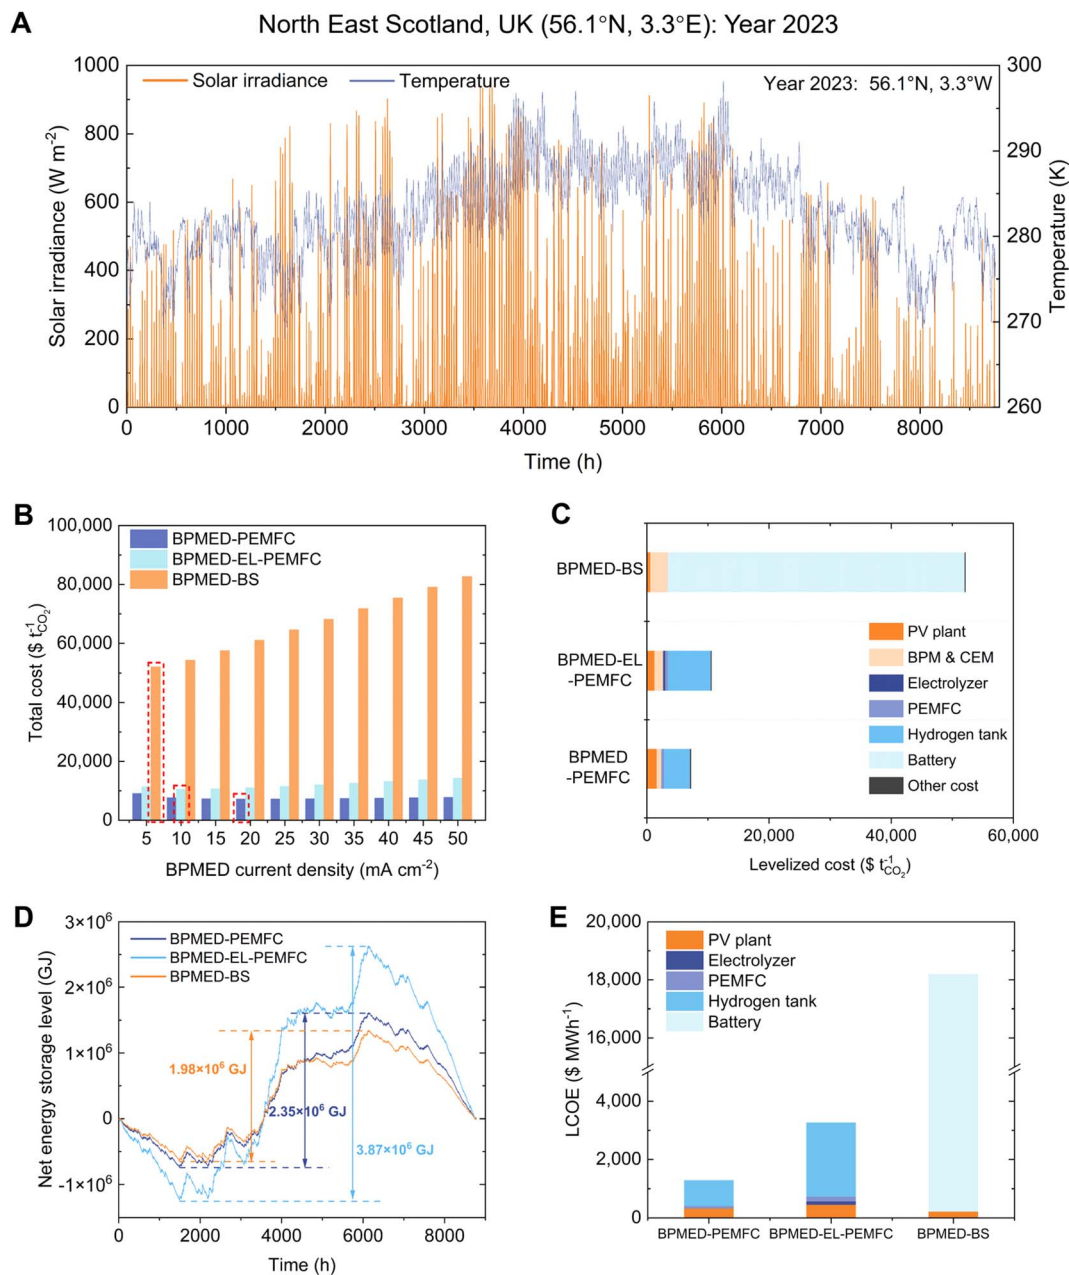 A
North East Scotland, UK (56.1°N, 3.3°E): Year 2023
Solar irradiance
Temperature
Year 2023: 56.1°N, 3.3°W
1000
800
600
400
200
0
Solar irradiance (W m-2)
300
290
280
270
260
Temperature (K)
0 1000 2000 3000 4000 5000 6000 7000 8000
Time (h)
B
100,000
80,000
60,000
40,000
20,000
0
Total cost ($ t-1CO2)
BPMED-PEMFC
BPMED-EL-PEMFC
BPMED-BS
5 10 15 20 25 30 35 40 45 50
BPMED current density (mA cm-2)
C
BPMED-BS
BPMED-EL
-PEMFC
BPMED
-PEMFC
PV plant
BPM & CEM
Electrolyzer
PEMFC
Hydrogen tank
Battery
Other cost
0 20,000 40,000 60,000
Levelized cost ($ t-1CO2)
D
3×106
2×106
1×106
0
-1×106
Net energy storage level (GJ)
BPMED-PEMFC
BPMED-EL-PEMFC
BPMED-BS
1.98×106 GJ
2.35×106 GJ
3.87×106 GJ
0 2000 4000 6000 8000
Time (h)
E
20,000
18,000
16,000
4,000
2,000
0
LCOE ($ MWh-1)
PV plant
Electrolyzer
PEMFC
Hydrogen tank
Battery
BPMED-PEMFC BPMED-EL-PEMFC BPMED-BS